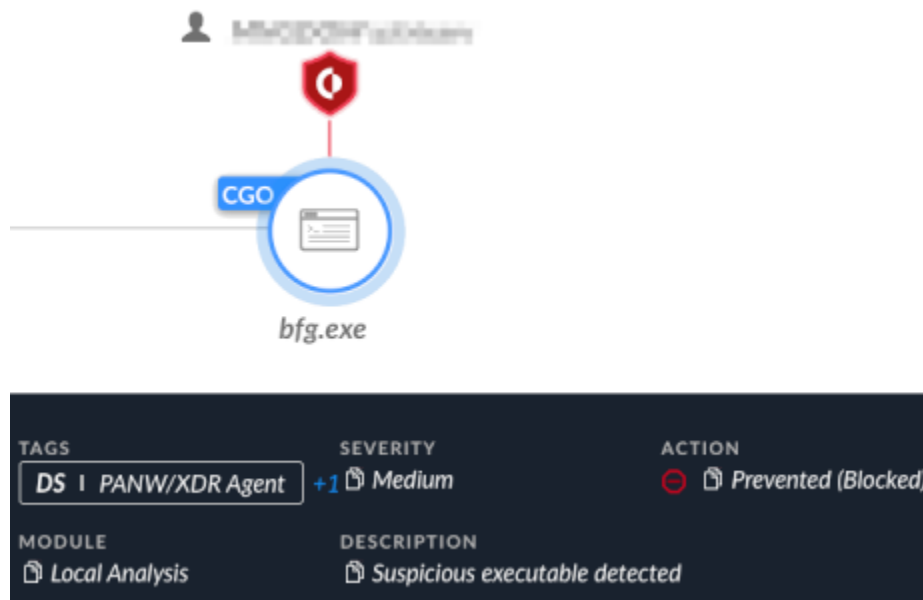 CGO
bfg.exe
TAGS SEVERITY ACTION
DS | PANW/XDR Agent +1 Medium Prevented (Blocked)
MODULE DESCRIPTION
Local Analysis Suspicious executable detected